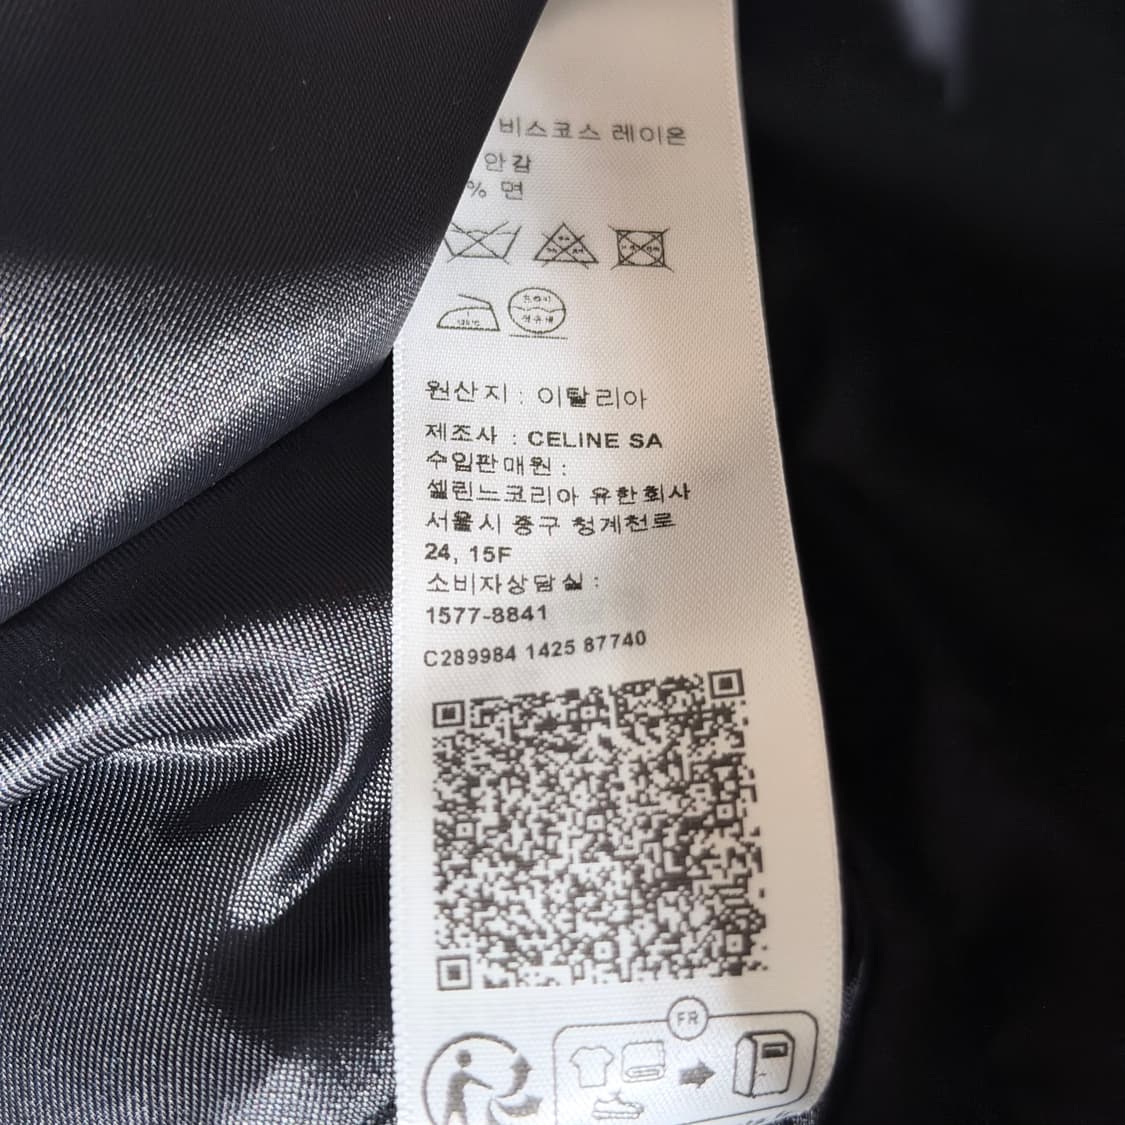 비스코스 레이온
안감
% 면
원산지 : 이탈리아
제조사 : CELINE SA
수입판매원 :
셀린느코리아 유한회사
서울시 중구 청계천로
24, 15F
소비자상담실 :
1577-8841
C289984 1425 87740
FR